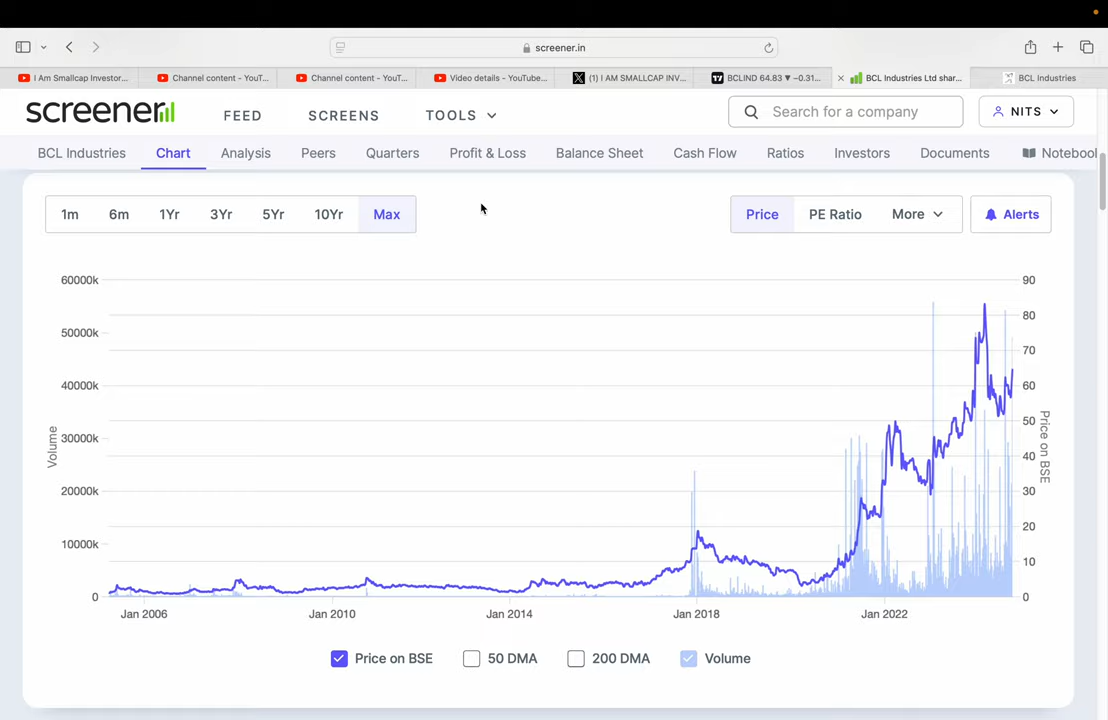 screener.in
I Am Smallcap Investor...
Channel content - YouT...
Channel content - YouT...
Video details - YouTube...
(1) I AM SMALLCAP INV...
BCLIND 64.83 ▼ −0.31...
BCL Industries Ltd shar...
BCL Industries
screener
FEED
SCREENS
TOOLS
Search for a company
NITS
BCL Industries
Chart
Analysis
Peers
Quarters
Profit & Loss
Balance Sheet
Cash Flow
Ratios
Investors
Documents
Notebook
1m
6m
1Yr
3Yr
5Yr
10Yr
Max
Price
PE Ratio
More
Alerts
60000k
50000k
40000k
30000k
20000k
10000k
0
Volume
90
80
70
60
50
40
30
20
10
0
Price on BSE
Jan 2006
Jan 2010
Jan 2014
Jan 2018
Jan 2022
Price on BSE
50 DMA
200 DMA
Volume